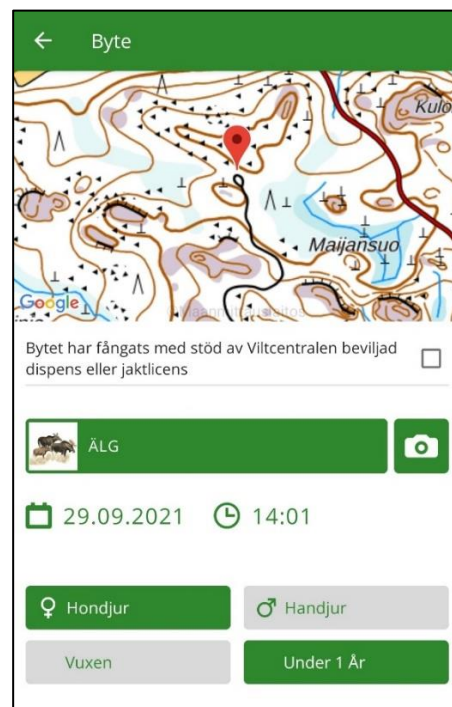 Byte
Kulo
Maijansuo
Google
Bytet har fångats med stöd av Viltcentralen beviljad
dispens eller jaktlicens
ÄLG
29.09.2021 14:01
Hondjur Handjur
Vuxen Under 1 År